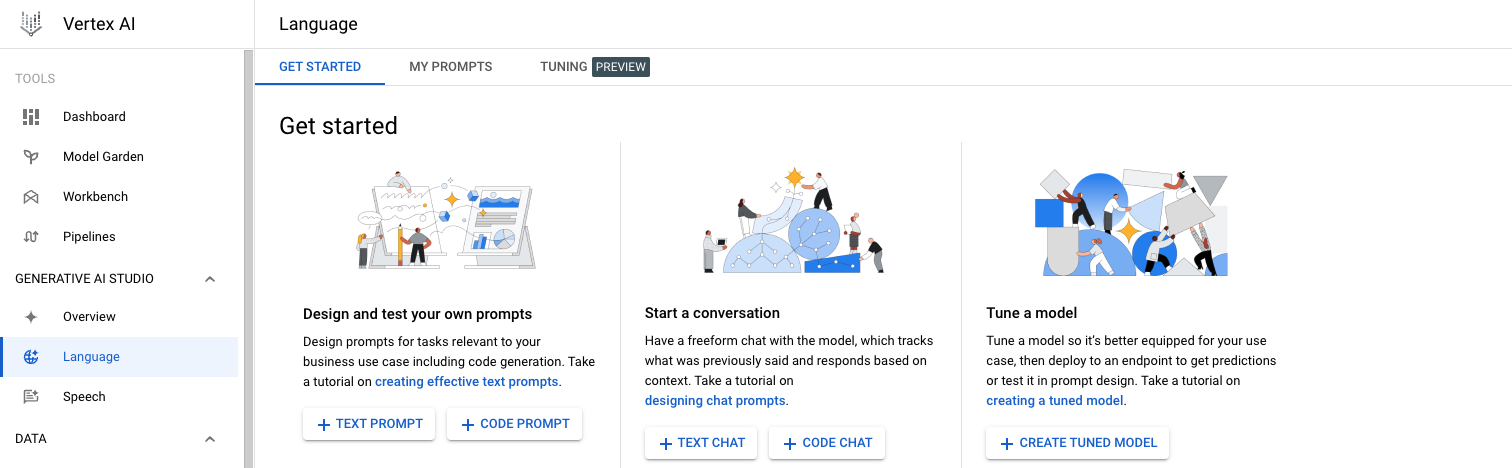 Vertex AI
Language
TOOLS
Dashboard
Model Garden
Workbench
Pipelines
GENERATIVE AI STUDIO
Overview
Language
Speech
DATA
GET STARTED
MY PROMPTS
TUNING PREVIEW
Get started
Design and test your own prompts
Design prompts for tasks relevant to your
business use case including code generation. Take
a tutorial on creating effective text prompts.
+ TEXT PROMPT
+ CODE PROMPT
Start a conversation
Have a freeform chat with the model, which tracks
what was previously said and responds based on
context. Take a tutorial on
designing chat prompts.
+ TEXT CHAT
+ CODE CHAT
Tune a model
Tune a model so it’s better equipped for your use
case, then deploy to an endpoint to get predictions
or test it in prompt design. Take a tutorial on
creating a tuned model.
+ CREATE TUNED MODEL